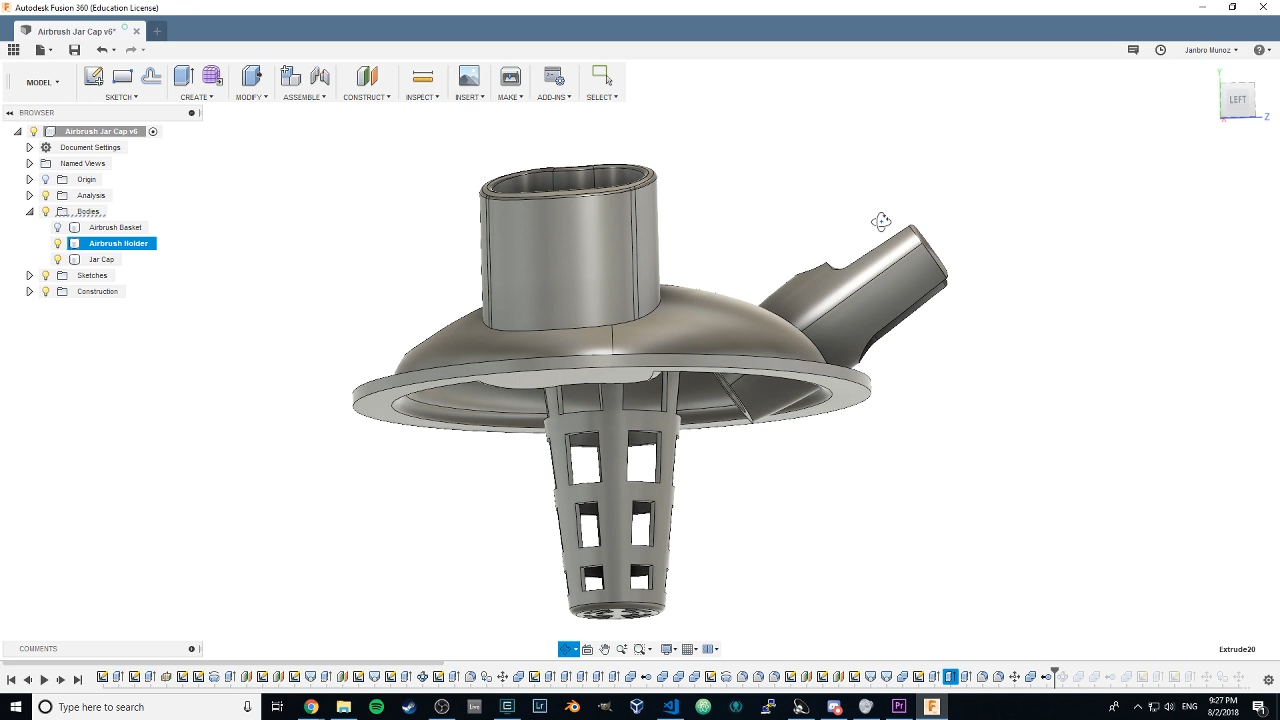 Autodesk Fusion 360 (Education License)
Airbrush Jar Cap v6*
Janbro Munoz
MODEL
SKETCH
CREATE
MODIFY
ASSEMBLE
CONSTRUCT
INSPECT
INSERT
MAKE
ADD-INS
SELECT
BROWSER
Airbrush Jar Cap v6
Document Settings
Named Views
Origin
Analysis
Bodies
Airbrush Basket
Airbrush Holder
Jar Cap
Sketches
Construction
LEFT
Z
COMMENTS
Extrude20
Type here to search
9:27 PM
8/2/2018